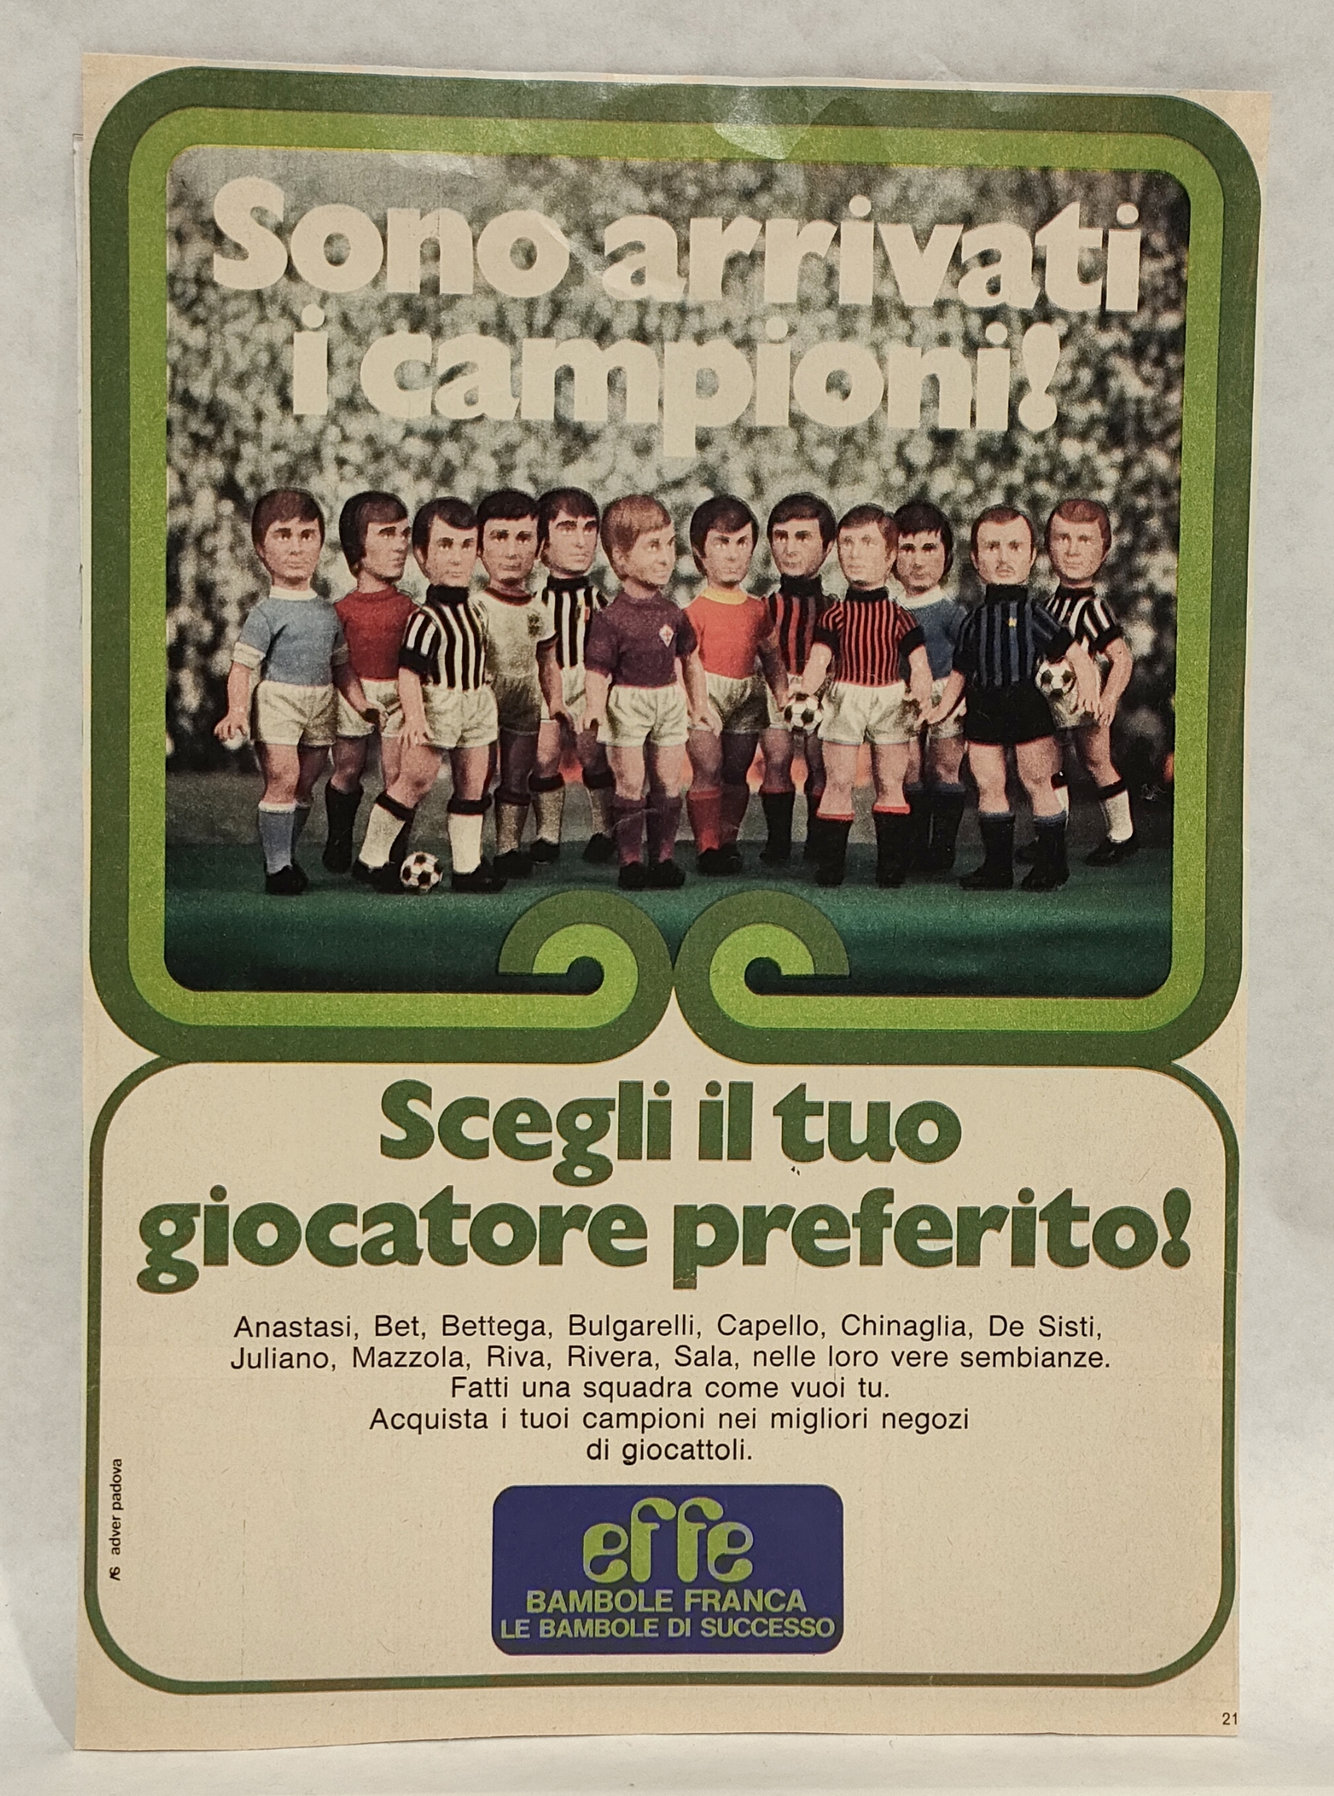 Sono arrivati
i campioni!
Scegli il tuo
giocatore preferito!
Anastasi, Bet, Bettega, Bulgarelli, Capello, Chinaglia, De Sisti,
Juliano, Mazzola, Riva, Rivera, Sala, nelle loro vere sembianze.
Fatti una squadra come vuoi tu.
Acquista i tuoi campioni nei migliori negozi
di giocattoli.
adver padova
effe
BAMBOLE FRANCA
LE BAMBOLE DI SUCCESSO
21